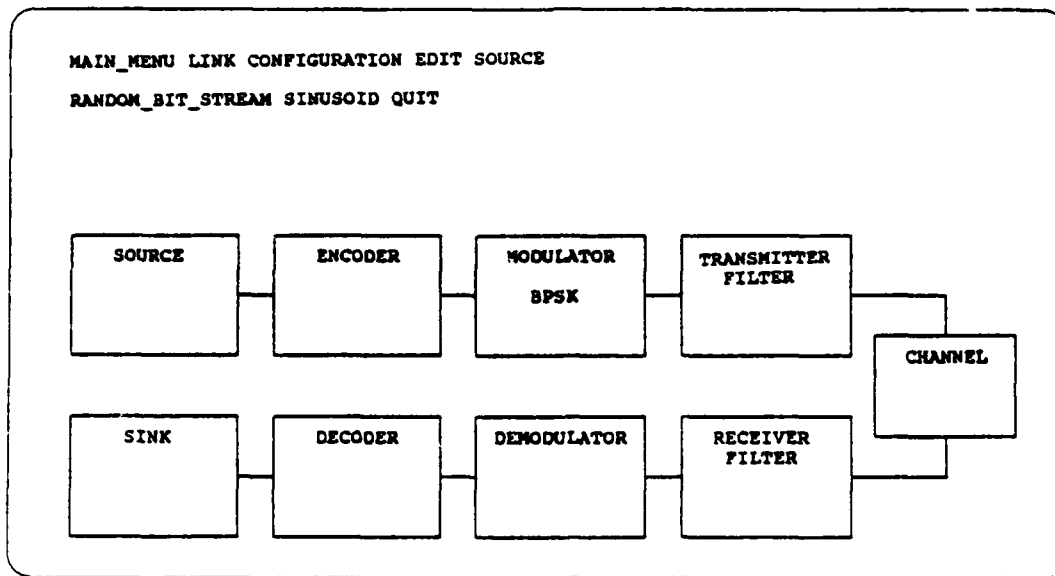 MAIN_MENU LINK CONFIGURATION EDIT SOURCE
RANDOM_BIT_STREAM SINUSOID QUIT
SOURCE
ENCODER
MODULATOR
BPSK
TRANSMITTER
FILTER
CHANNEL
SINK
DECODER
DEMODULATOR
RECEIVER
FILTER